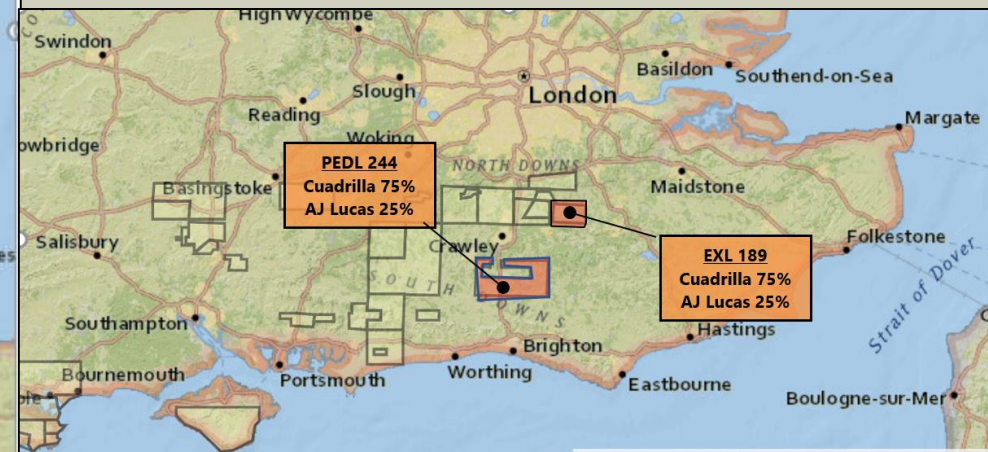 High Wycombe
Swindon
Basildon
Southend-on-Sea
Slough
London
Reading
Margate
Woking
owbridge
NORTH DOWNS
PEDL 244
Cuadrilla 75%
AJ Lucas 25%
Basingstoke
Maidstone
Salisbury
Crawley
Folkestone
EXL 189
Cuadrilla 75%
AJ Lucas 25%
SOUTH DOWNS
Strait of Dover
Southampton
Hastings
Brighton
Bournemouth
Portsmouth
Worthing
Eastbourne
Boulogne-sur-Mer